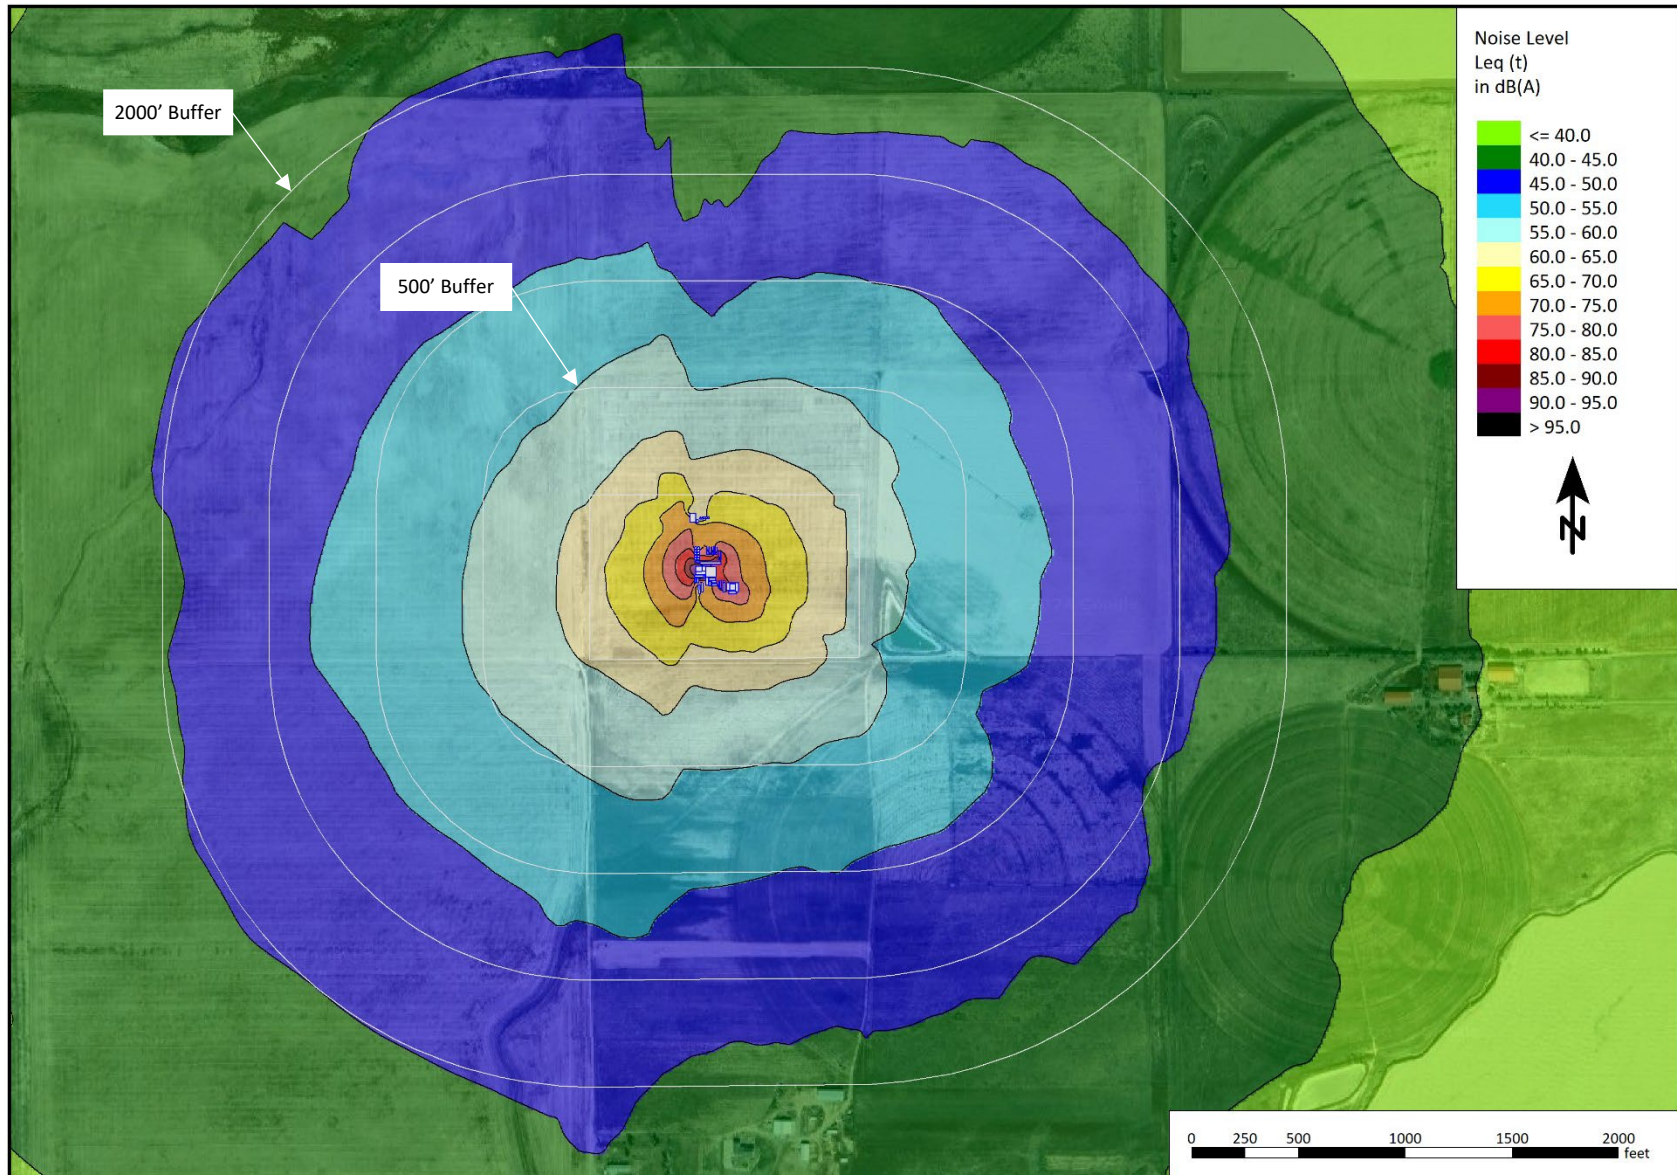 Noise Level
Leq (t)
in dB(A)
<= 40.0
40.0 - 45.0
45.0 - 50.0
50.0 - 55.0
55.0 - 60.0
60.0 - 65.0
65.0 - 70.0
70.0 - 75.0
75.0 - 80.0
80.0 - 85.0
85.0 - 90.0
90.0 - 95.0
> 95.0
N
2000’ Buffer
500’ Buffer
0 250 500 1000 1500 2000
feet